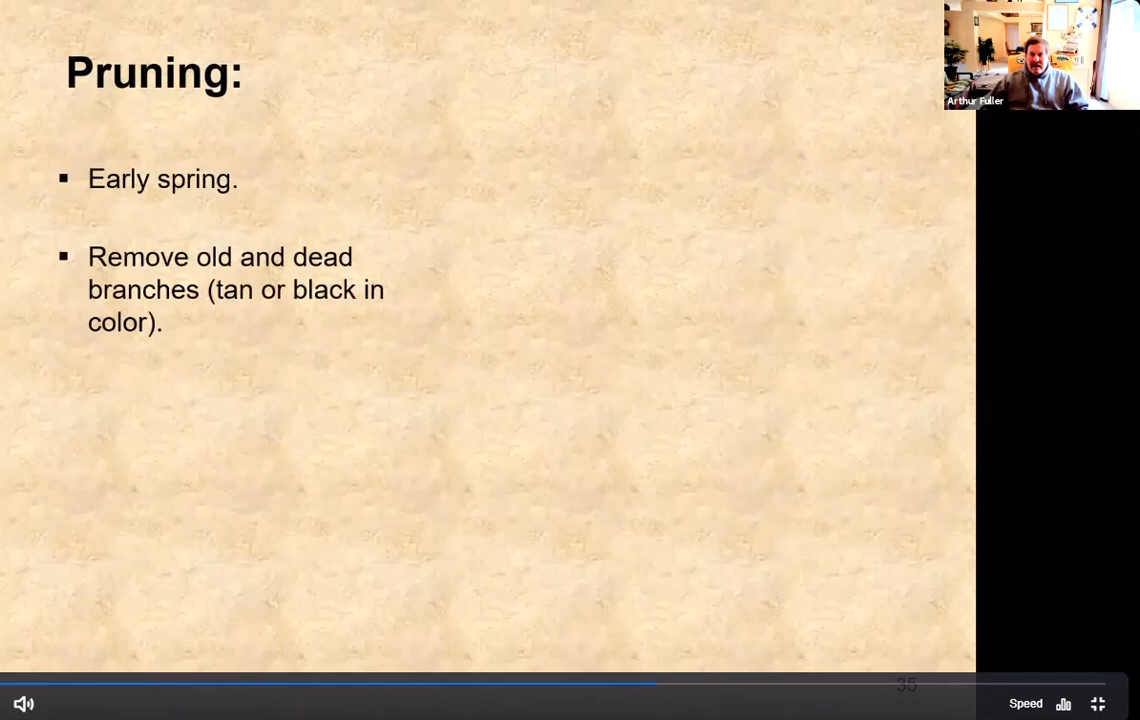 Pruning:
Arthur Fuller
▪ Early spring.
▪ Remove old and dead
branches (tan or black in
color).
35
Speed